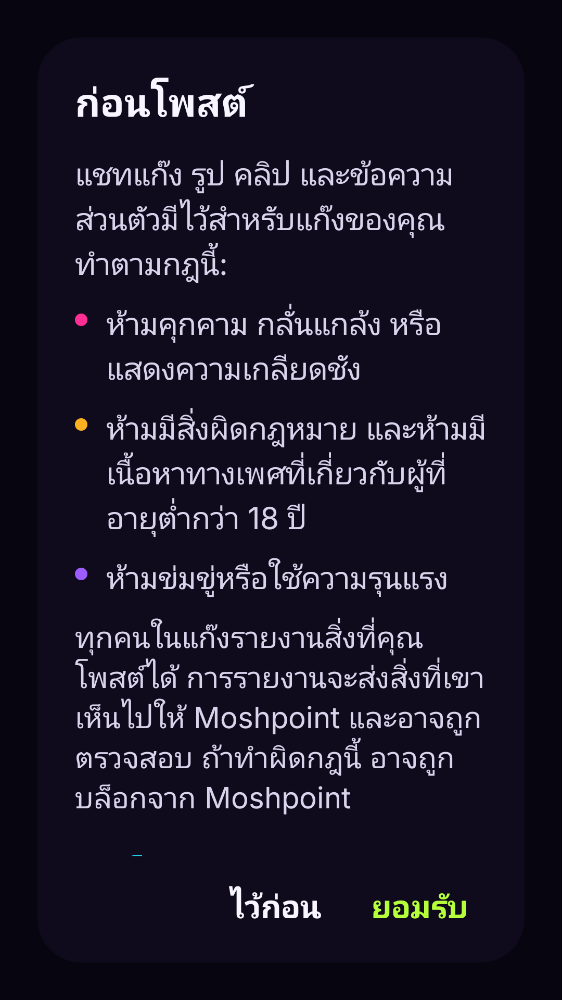 ก่อนโพสต์
แชทแก๊ง รูป คลิป และข้อความ
ส่วนตัวมีไว้สำหรับแก๊งของคุณ
ทำตามกฎนี้:
ห้ามคุกคาม กลั่นแกล้ง หรือ
แสดงความเกลียดชัง
ห้ามมีสิ่งผิดกฎหมาย และห้ามมี
เนื้อหาทางเพศที่เกี่ยวกับผู้ที่
อายุต่ำกว่า 18 ปี
ห้ามข่มขู่หรือใช้ความรุนแรง
ทุกคนในแก๊งรายงานสิ่งที่คุณ
โพสต์ได้ การรายงานจะส่งสิ่งที่เขา
เห็นไปให้ Moshpoint และอาจถูก
ตรวจสอบ ถ้าทำผิดกฎนี้ อาจถูก
บล็อกจาก Moshpoint
ไว้ก่อน
ยอมรับ